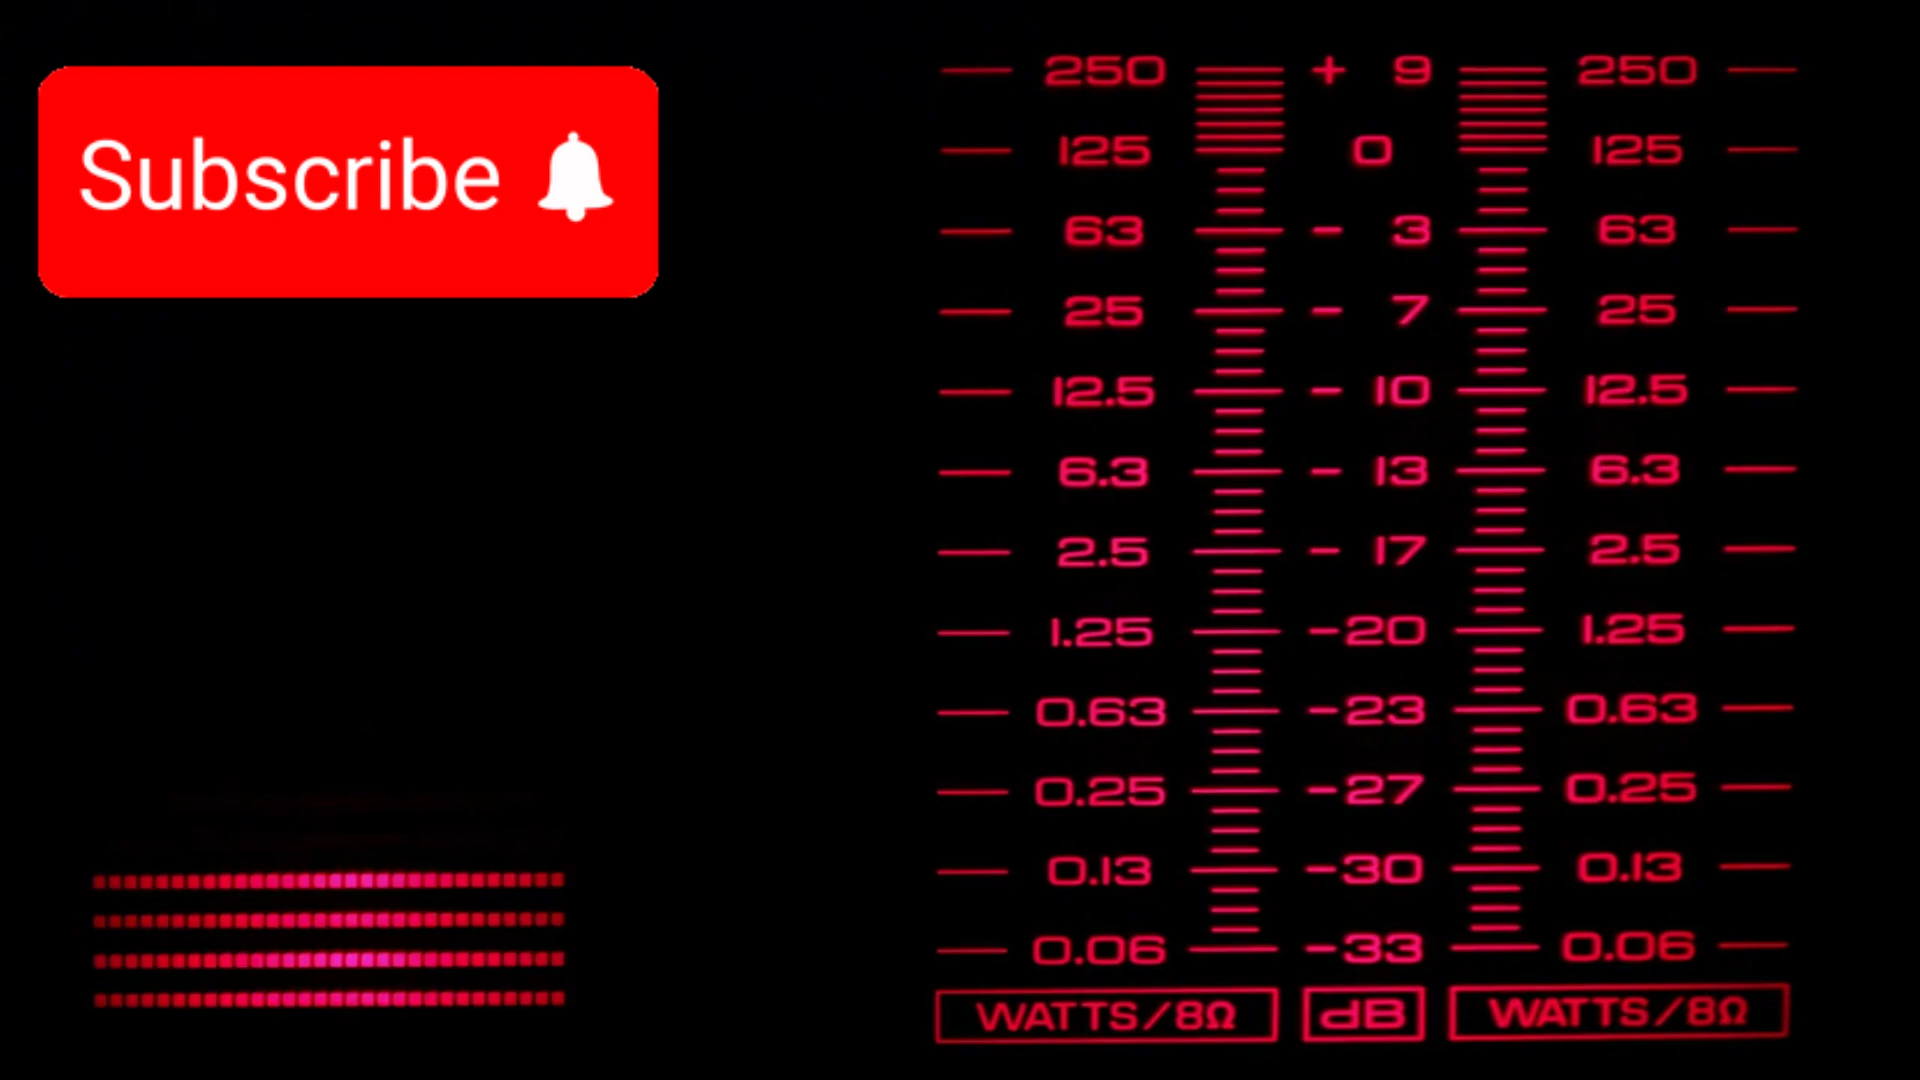 Subscribe
250 + 9 250
125 0 125
63 - 3 63
25 - 7 25
12.5 - 10 12.5
6.3 - 13 6.3
2.5 - 17 2.5
1.25 -20 1.25
0.63 -23 0.63
0.25 -27 0.25
0.13 -30 0.13
0.06 -33 0.06
WATTS/8Ω dB WATTS/8Ω